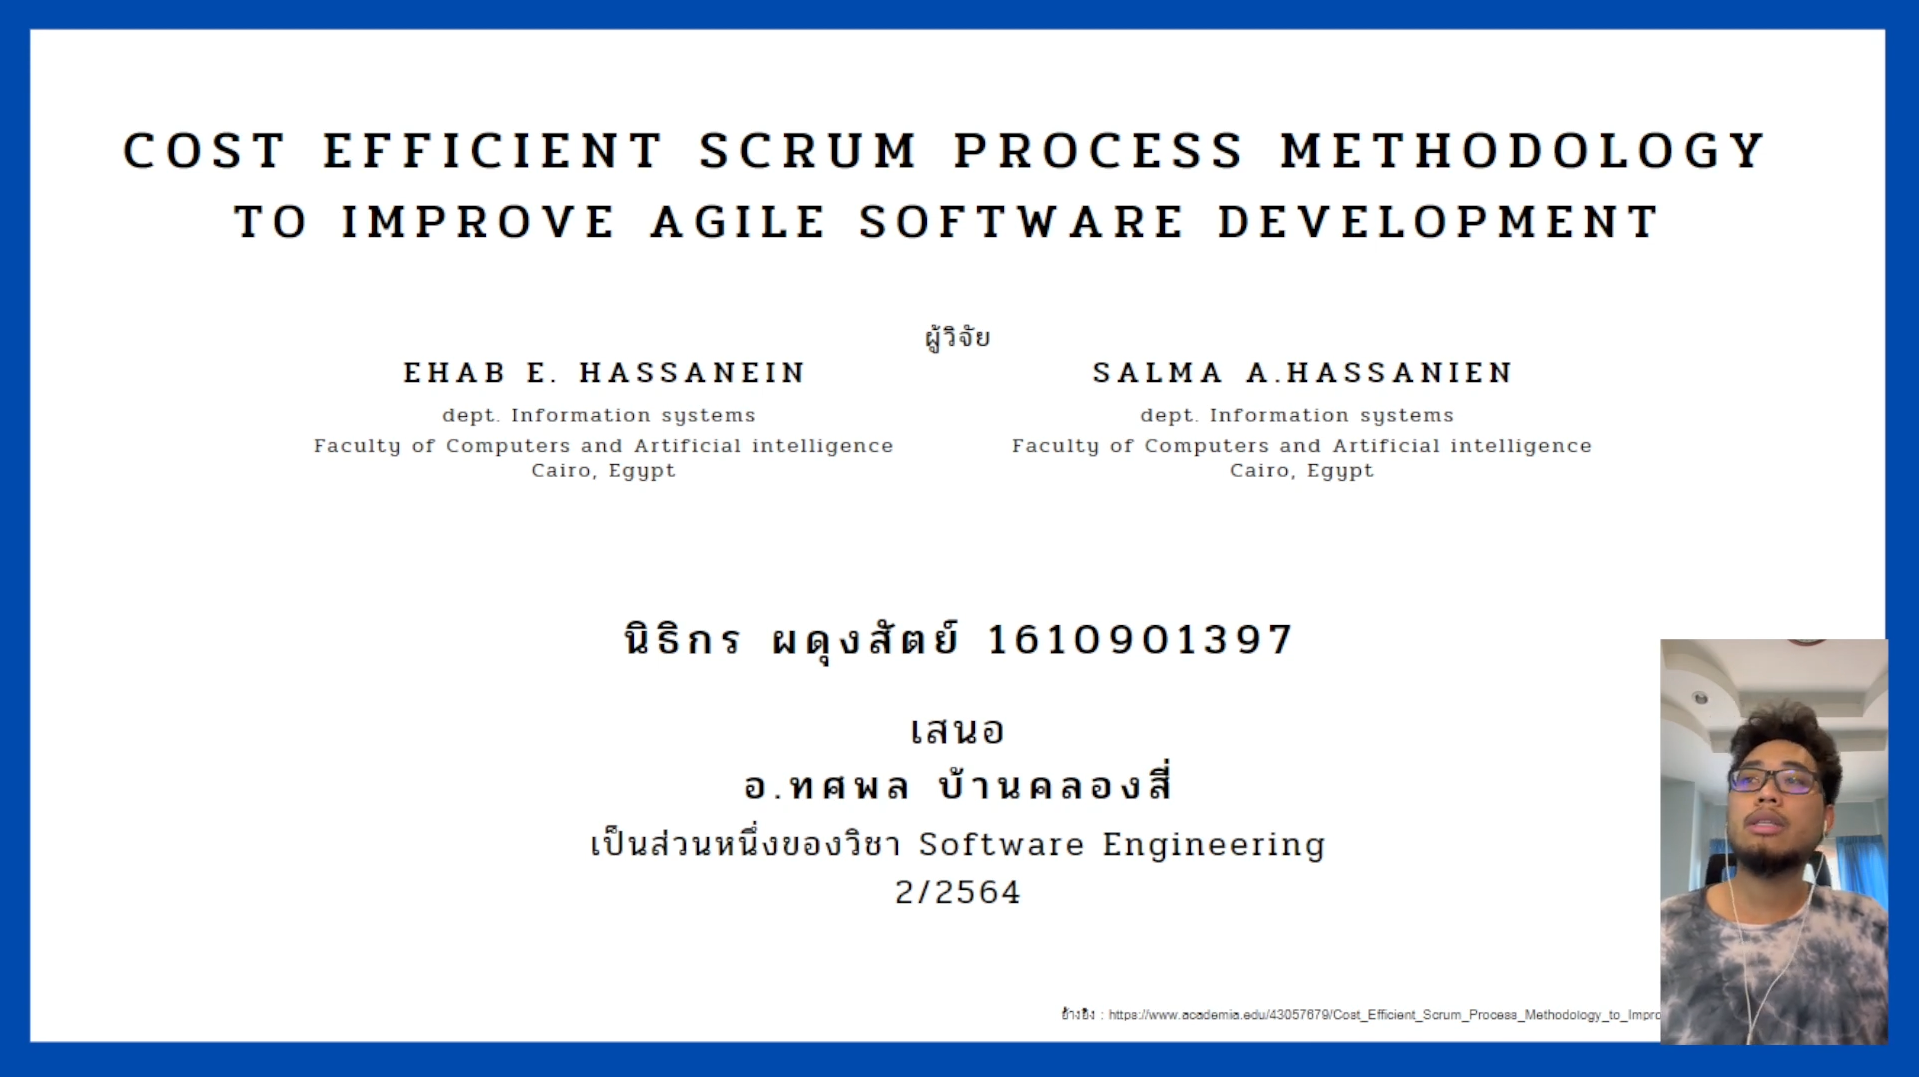 COST EFFICIENT SCRUM PROCESS METHODOLOGY
TO IMPROVE AGILE SOFTWARE DEVELOPMENT
ผู้วิจัย
EHAB E. HASSANEIN
dept. Information systems
Faculty of Computers and Artificial intelligence
Cairo, Egypt
SALMA A.HASSANIEN
dept. Information systems
Faculty of Computers and Artificial intelligence
Cairo, Egypt
นิธิกร ผดุงสัตย์ 1610901397
เสนอ
อ.ทศพล บ้านคลองสี่
เป็นส่วนหนึ่งของวิชา Software Engineering
2/2564
อ้างอิง : https://www.academia.edu/43057679/Cost_Efficient_Scrum_Process_Methodology_to_Impro